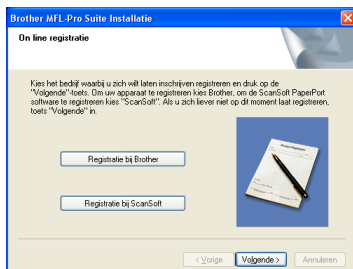 Brother MFL-Pro Suite Installatie
On line registratie
Kies het bedrijf waarbij u zich wilt laten inschrijven registreren en druk op de
"Volgende"-toets. Om uw apparaat te registreren kies Brother, om de ScanSoft PaperPort
software te registreren kies "ScanSoft". Als u zich liever niet op dit moment laat registreren,
toets "Volgende" in.
Registratie bij Brother
Registratie bij ScanSoft
< Vorige
Volgende >
Annuleren